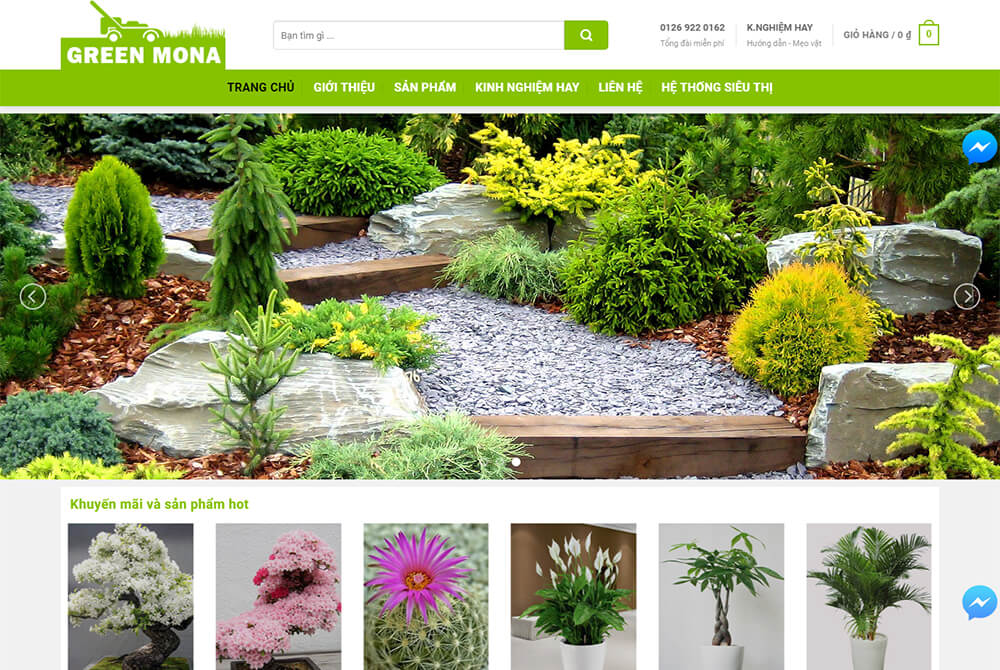 GREEN MONA
Bạn tìm gì ...
0126 922 0162
Tổng đài miễn phí
K.NGHIỆM HAY
Hướng dẫn - Mẹo vặt
GIỎ HÀNG / 0 ₫
0
TRANG CHỦ GIỚI THIỆU SẢN PHẨM KINH NGHIỆM HAY LIÊN HỆ HỆ THỐNG SIÊU THỊ
Khuyến mãi và sản phẩm hot